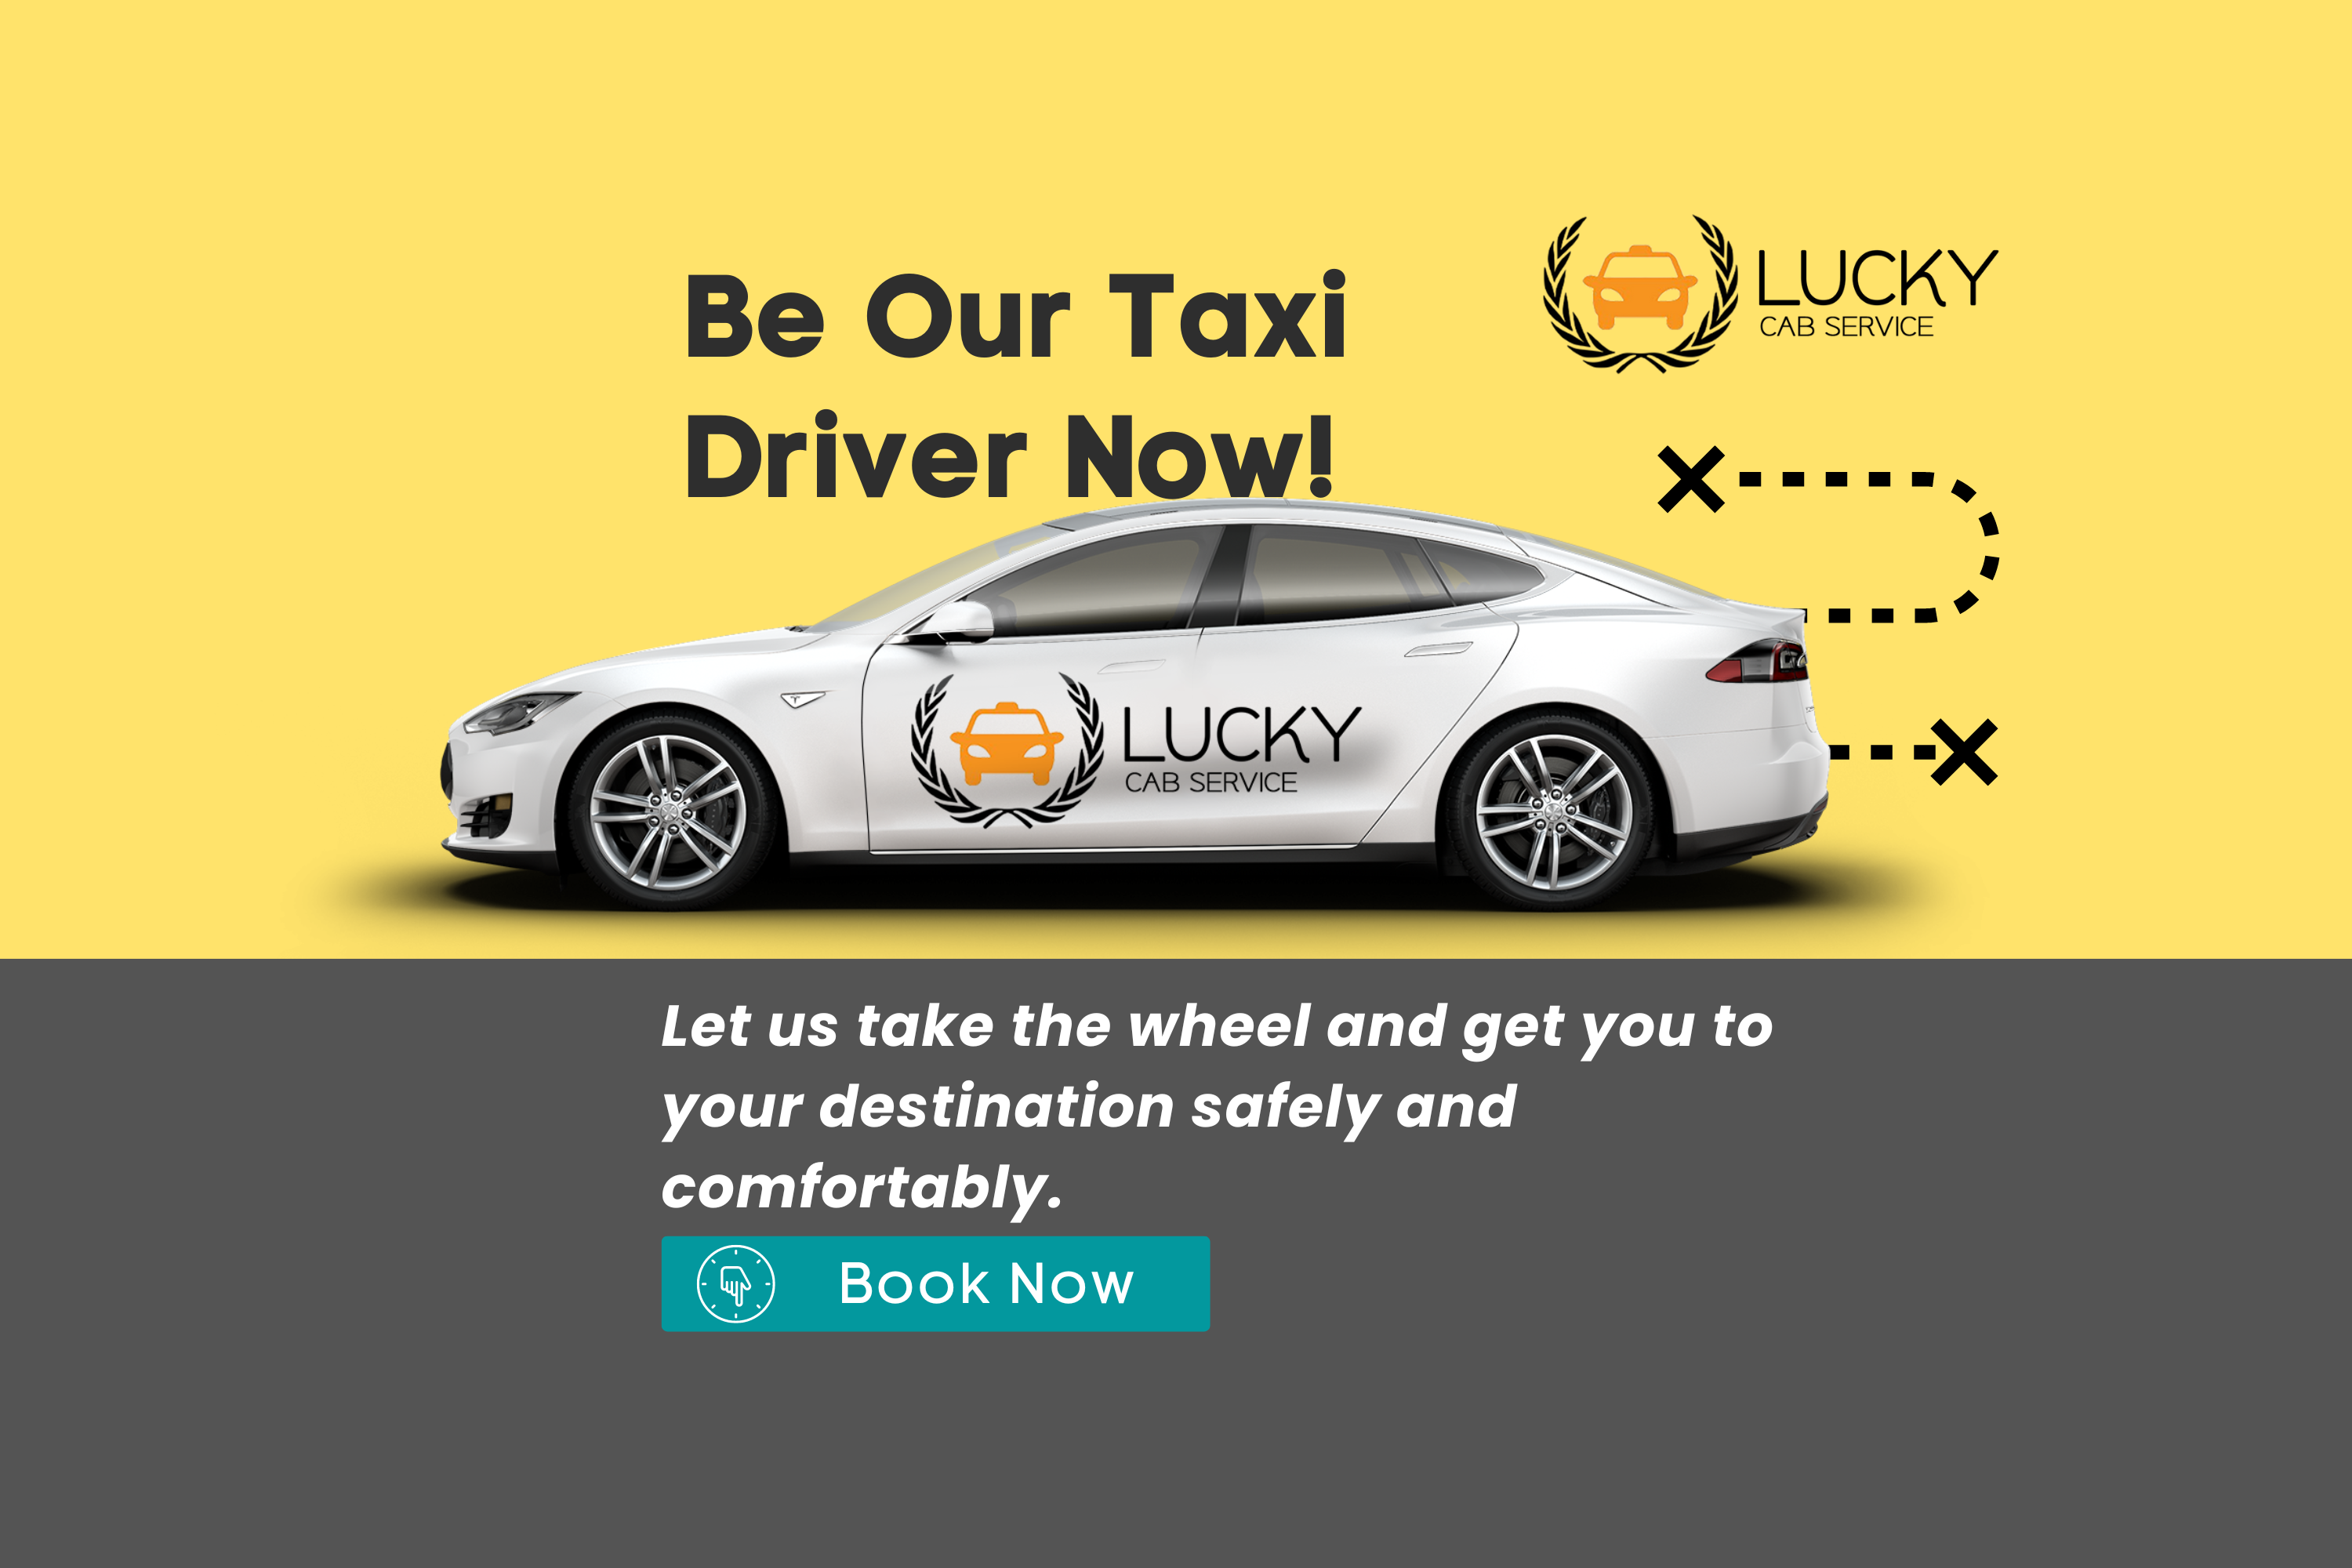 Be Our Taxi
Driver Now!
LUCKY
CAB SERVICE
LUCKY
CAB SERVICE
Let us take the wheel and get you to
your destination safely and
comfortably.
Book Now